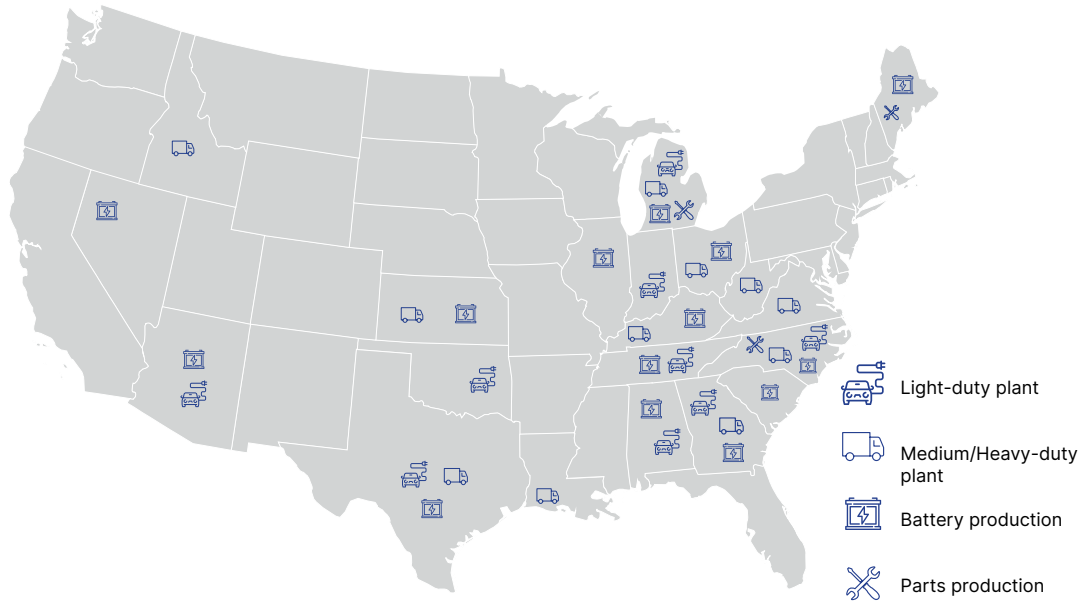 Light-duty plant
Medium/Heavy-duty
plant
Battery production
Parts production